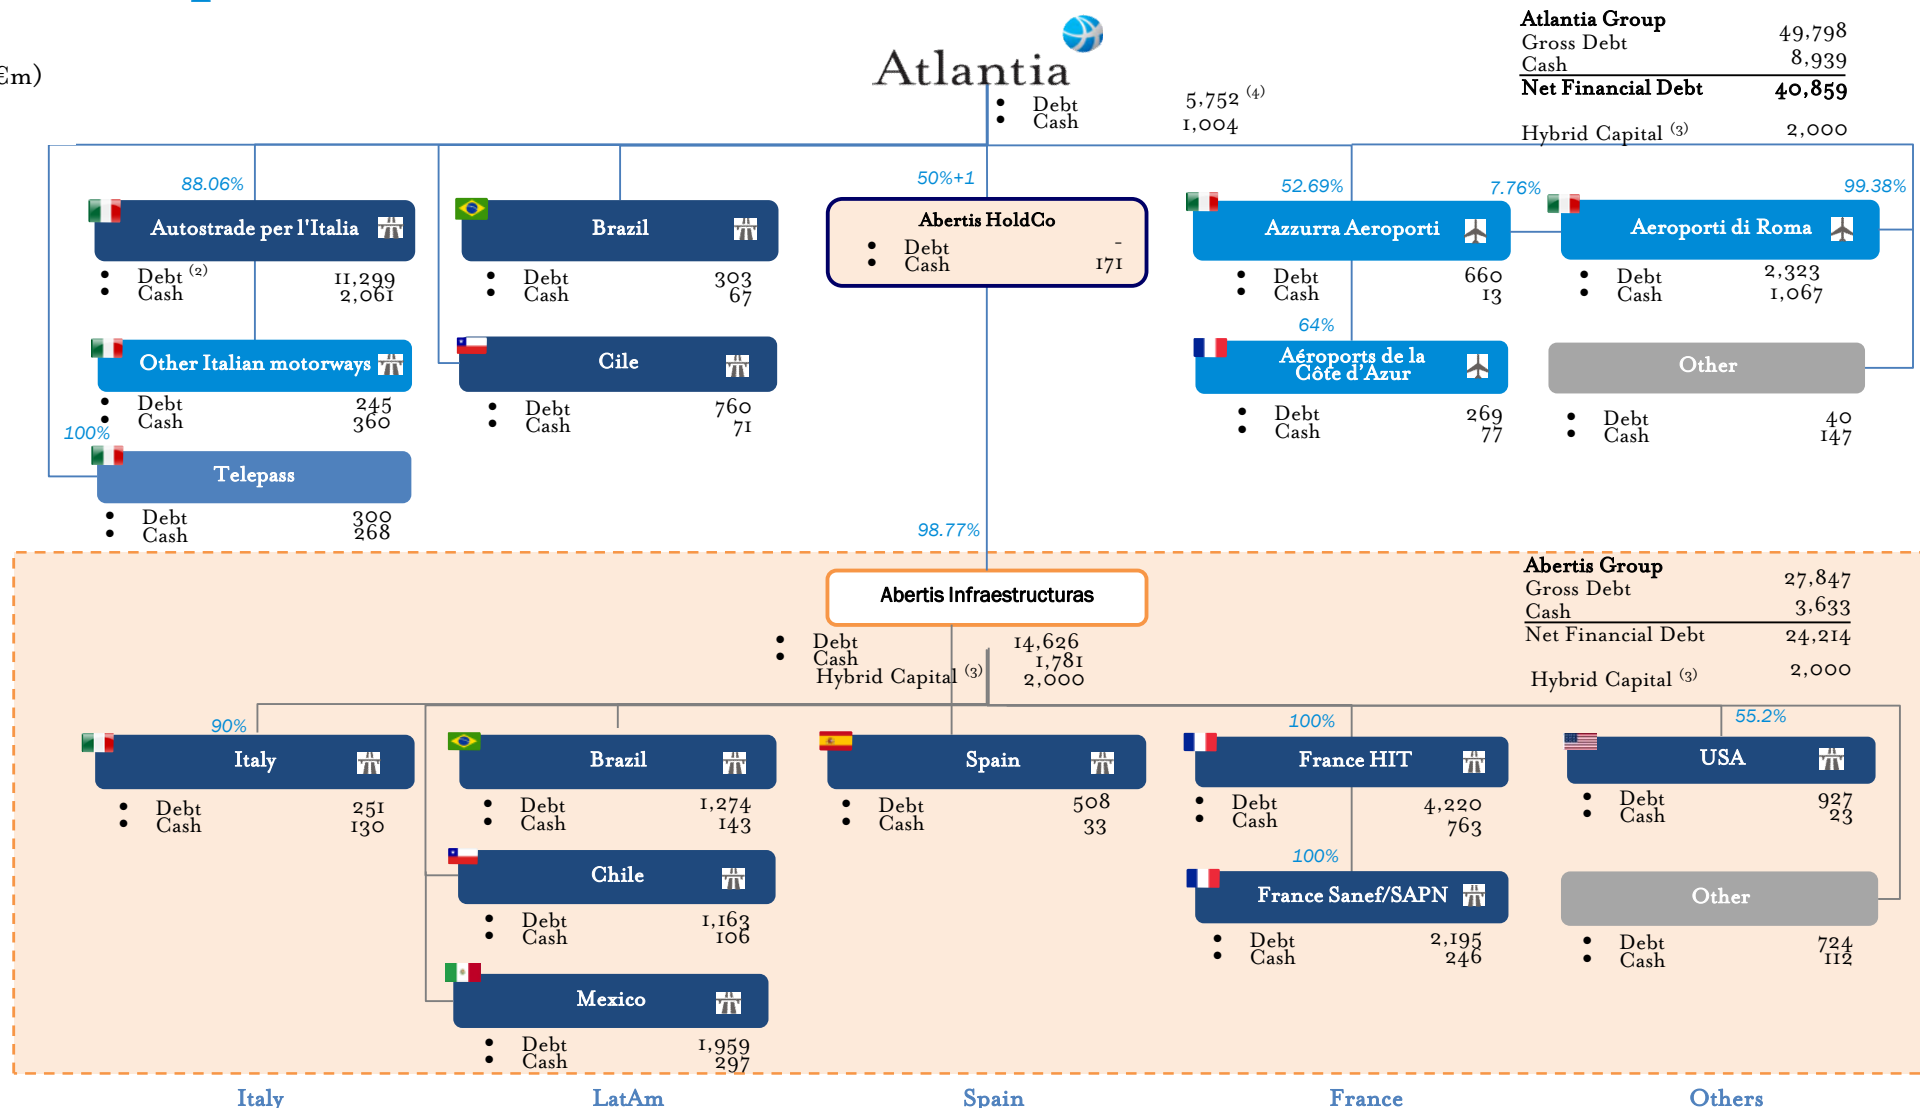 €m)
Atlantia
Debt 5,752 (4)
Cash 1,004
Atlantia Group
Gross Debt 49,798
Cash 8,939
Net Financial Debt 40,859
Hybrid Capital (3) 2,000
88.06%
50%+1
52.69%
7.76%
99.38%
Autostrade per l'Italia
Debt (2) 11,299
Cash 2,061
Brazil
Debt 303
Cash 67
Abertis HoldCo
Debt -
Cash 171
Azzurra Aeroporti
Debt 660
Cash 13
Aeroporti di Roma
Debt 2,323
Cash 1,067
64%
Other Italian motorways
Debt 245
Cash 360
Cile
Debt 760
Cash 71
Aéroports de la
Côte d'Azur
Debt 269
Cash 77
Other
Debt 40
Cash 147
100%
Telepass
Debt 300
Cash 268
98.77%
Abertis Infraestructuras
Debt 14,626
Cash 1,781
Hybrid Capital (3) 2,000
Abertis Group
Gross Debt 27,847
Cash 3,633
Net Financial Debt 24,214
Hybrid Capital (3) 2,000
90%
100%
55.2%
Italy
Debt 251
Cash 130
Brazil
Debt 1,274
Cash 143
Spain
Debt 508
Cash 33
France HIT
Debt 4,220
Cash 763
USA
Debt 927
Cash 23
100%
Chile
Debt 1,163
Cash 106
France Sanef/SAPN
Debt 2,195
Cash 246
Other
Debt 724
Cash 112
Mexico
Debt 1,959
Cash 297
Italy
LatAm
Spain
France
Others